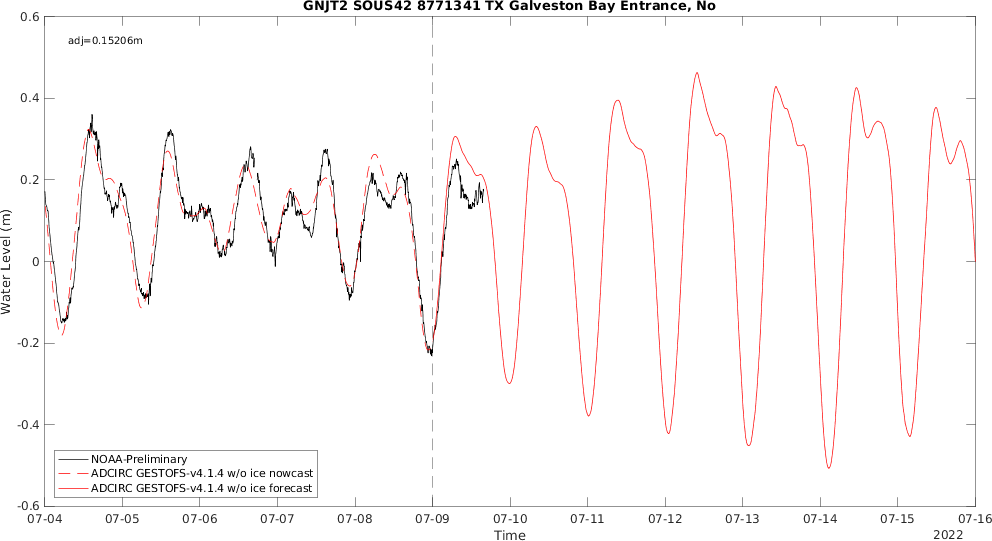 GNJT2 SOUS42 8771341 TX Galveston Bay Entrance, No
adj=0.15206m
Water Level (m)
0.6
0.4
0.2
0
-0.2
-0.4
-0.6
NOAA-Preliminary
ADCIRC GESTOFS-v4.1.4 w/o ice nowcast
ADCIRC GESTOFS-v4.1.4 w/o ice forecast
07-04 07-05 07-06 07-07 07-08 07-09 07-10 07-11 07-12 07-13 07-14 07-15 07-16
Time
2022